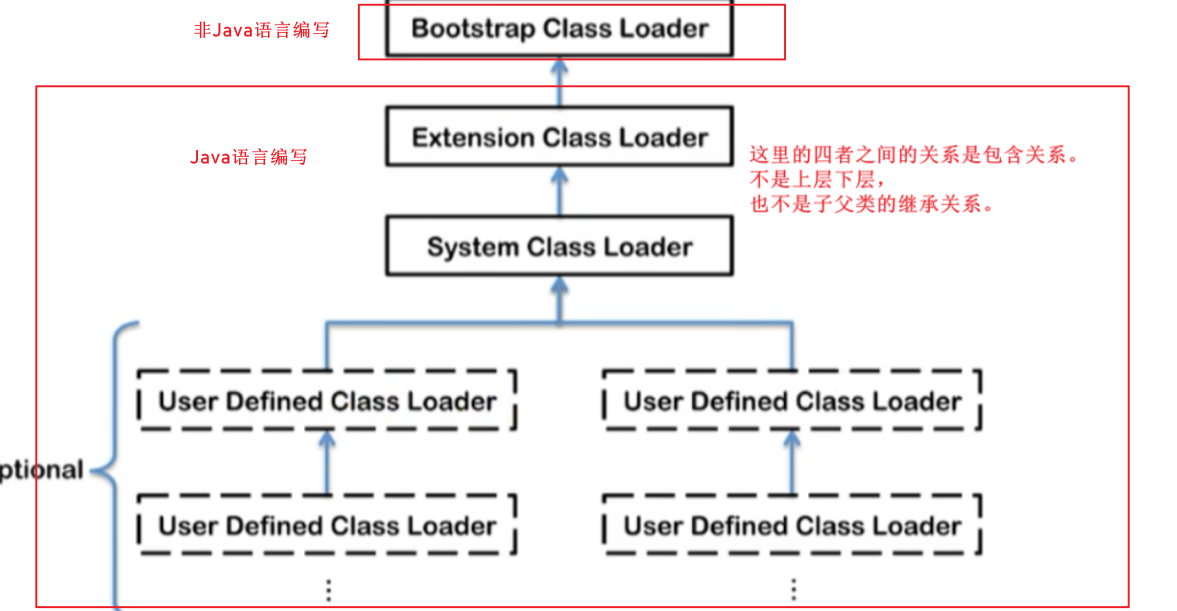 非Java语言编写
Bootstrap Class Loader
Extension Class Loader
Java语言编写
这里的四者之间的关系是包含关系。
不是上层下层，
也不是子父类的继承关系。
System Class Loader
User Defined Class Loader
User Defined Class Loader
ptional
User Defined Class Loader
User Defined Class Loader